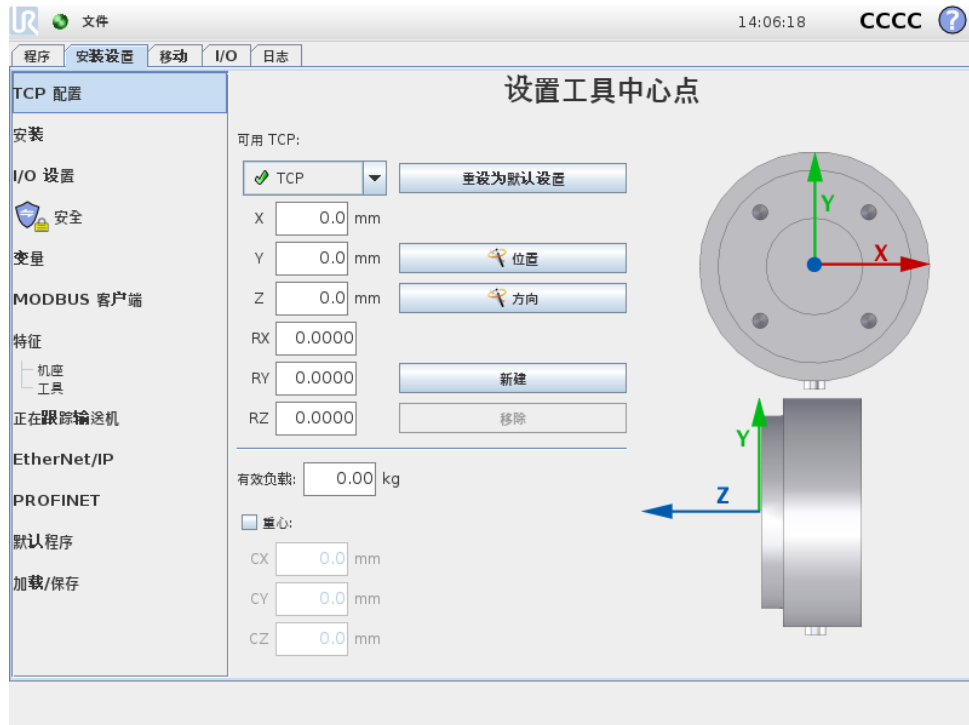 UR 文件 14:06:18 CCCC ?
程序 安装设置 移动 I/O 日志
TCP 配置
安装
I/O 设置
安全
变量
MODBUS 客户端
特征
机座
工具
正在跟踪输送机
EtherNet/IP
PROFINET
默认程序
加载/保存
设置工具中心点
可用 TCP:
TCP 重设为默认设置
X 0.0 mm
Y 0.0 mm 位置
Z 0.0 mm 方向
RX 0.0000
RY 0.0000 新建
RZ 0.0000 移除
有效负载: 0.00 kg
重心:
CX 0.0 mm
CY 0.0 mm
CZ 0.0 mm
Y
X
Y
Z